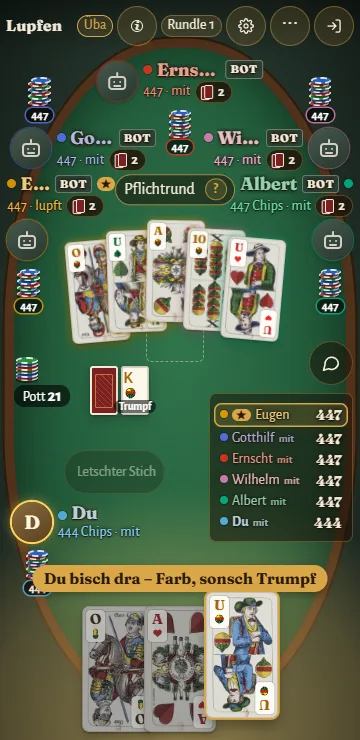 Lupfen Üba Rundle 1 ...
Erns... BOT
447 · mit 2
447 447 447
Go... BOT Wi... BOT
447 · mit 2 447 · mit 2
E... BOT Pflichtrund ? Albert BOT
447 · lupft 2 447 Chips · mit 2
O U A 10 U
U
447 447
Pott 21
K
Trumpf
Eugen 447
Gotthilf mit 447
Ernscht mit 447
Wilhelm mit 447
Albert mit 447
Du mit 444
Letschter Stich
D Du
444 Chips · mit
Du bisch dra – Farb, sonsch Trumpf
O A U
O A U